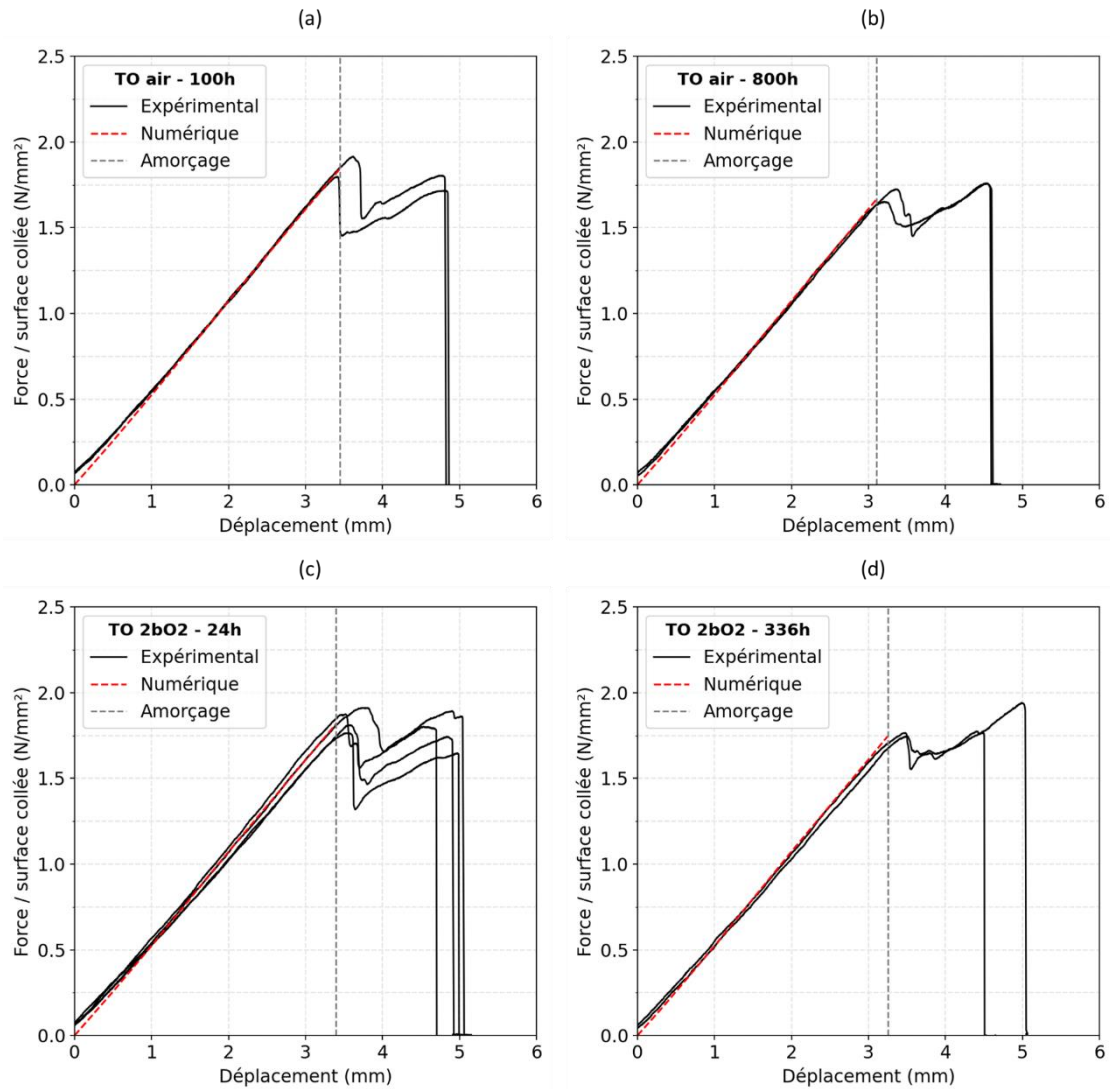 (a)
2.5
2.0
1.5
1.0
0.5
0.0
Force / surface collée (N/mm²)
TO air - 100h
Expérimental
Numérique
Amorçage
0 1 2 3 4 5 6
Déplacement (mm)
(b)
2.5
2.0
1.5
1.0
0.5
0.0
Force / surface collée (N/mm²)
TO air - 800h
Expérimental
Numérique
Amorçage
0 1 2 3 4 5 6
Déplacement (mm)
(c)
2.5
2.0
1.5
1.0
0.5
0.0
Force / surface collée (N/mm²)
TO 2bO2 - 24h
Expérimental
Numérique
Amorçage
0 1 2 3 4 5 6
Déplacement (mm)
(d)
2.5
2.0
1.5
1.0
0.5
0.0
Force / surface collée (N/mm²)
TO 2bO2 - 336h
Expérimental
Numérique
Amorçage
0 1 2 3 4 5 6
Déplacement (mm)